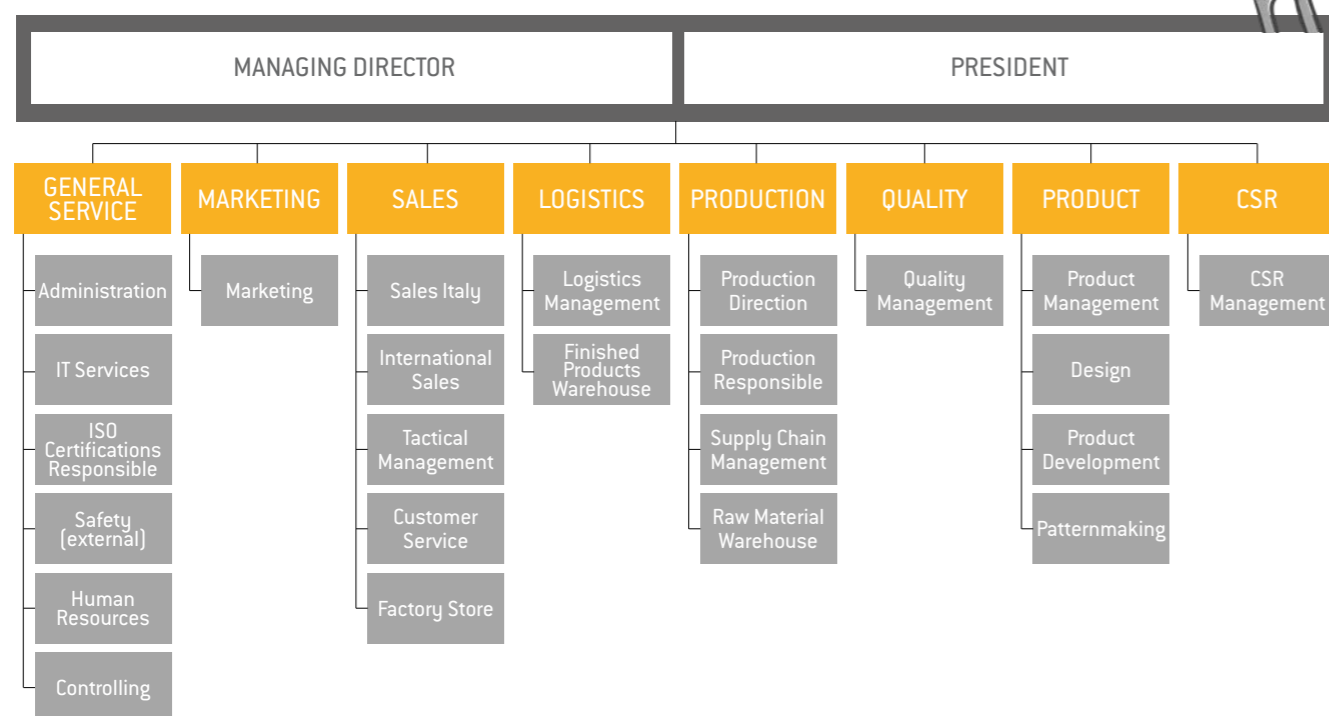 MANAGING DIRECTOR
PRESIDENT
GENERAL
SERVICE
MARKETING
SALES
LOGISTICS
PRODUCTION
QUALITY
PRODUCT
CSR
Administration
IT Services
ISO
Certifications
Responsible
Safety
(external)
Human
Resources
Controlling
Marketing
Sales Italy
International
Sales
Tactical
Management
Customer
Service
Factory Store
Logistics
Management
Finished
Products
Warehouse
Production
Direction
Production
Responsible
Supply Chain
Management
Raw Material
Warehouse
Quality
Management
Product
Management
Design
Product
Development
Patternmaking
CSR
Management